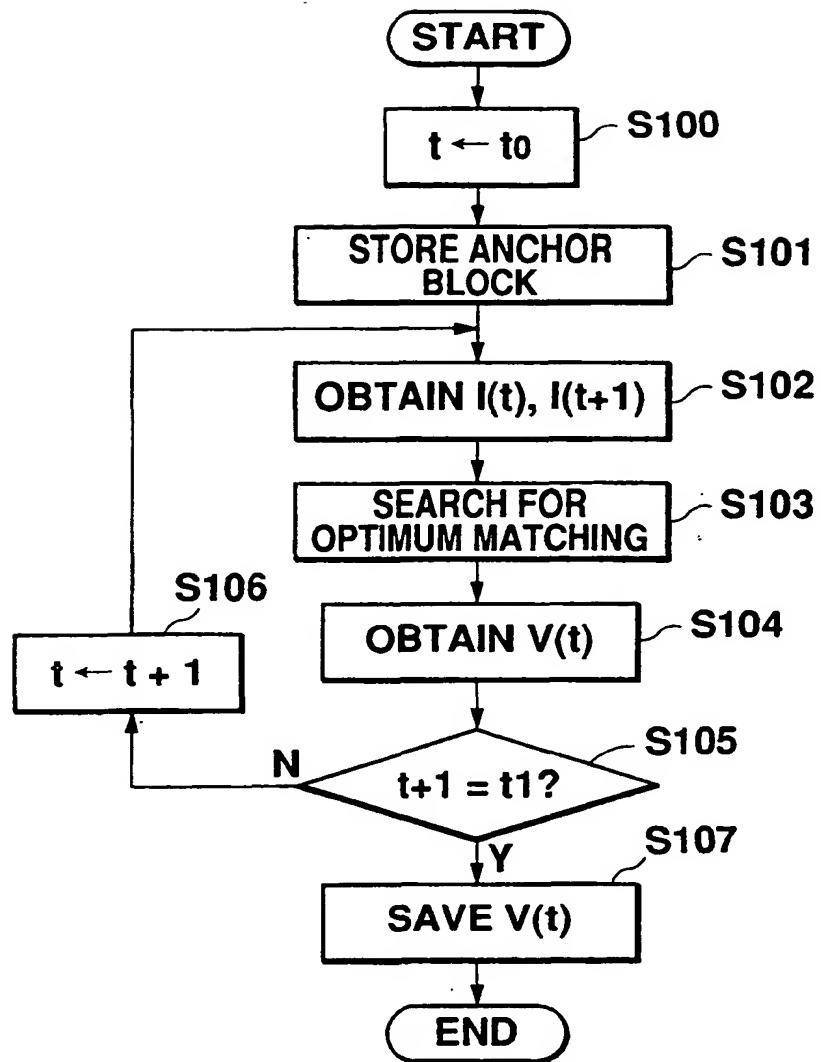 START
t ← t0
S100
STORE ANCHOR
BLOCK
S101
OBTAIN I(t), I(t+1)
S102
SEARCH FOR
OPTIMUM MATCHING
S103
S106
t ← t + 1
OBTAIN V(t)
S104
N
t+1 = t1?
S105
Y
S107
SAVE V(t)
END